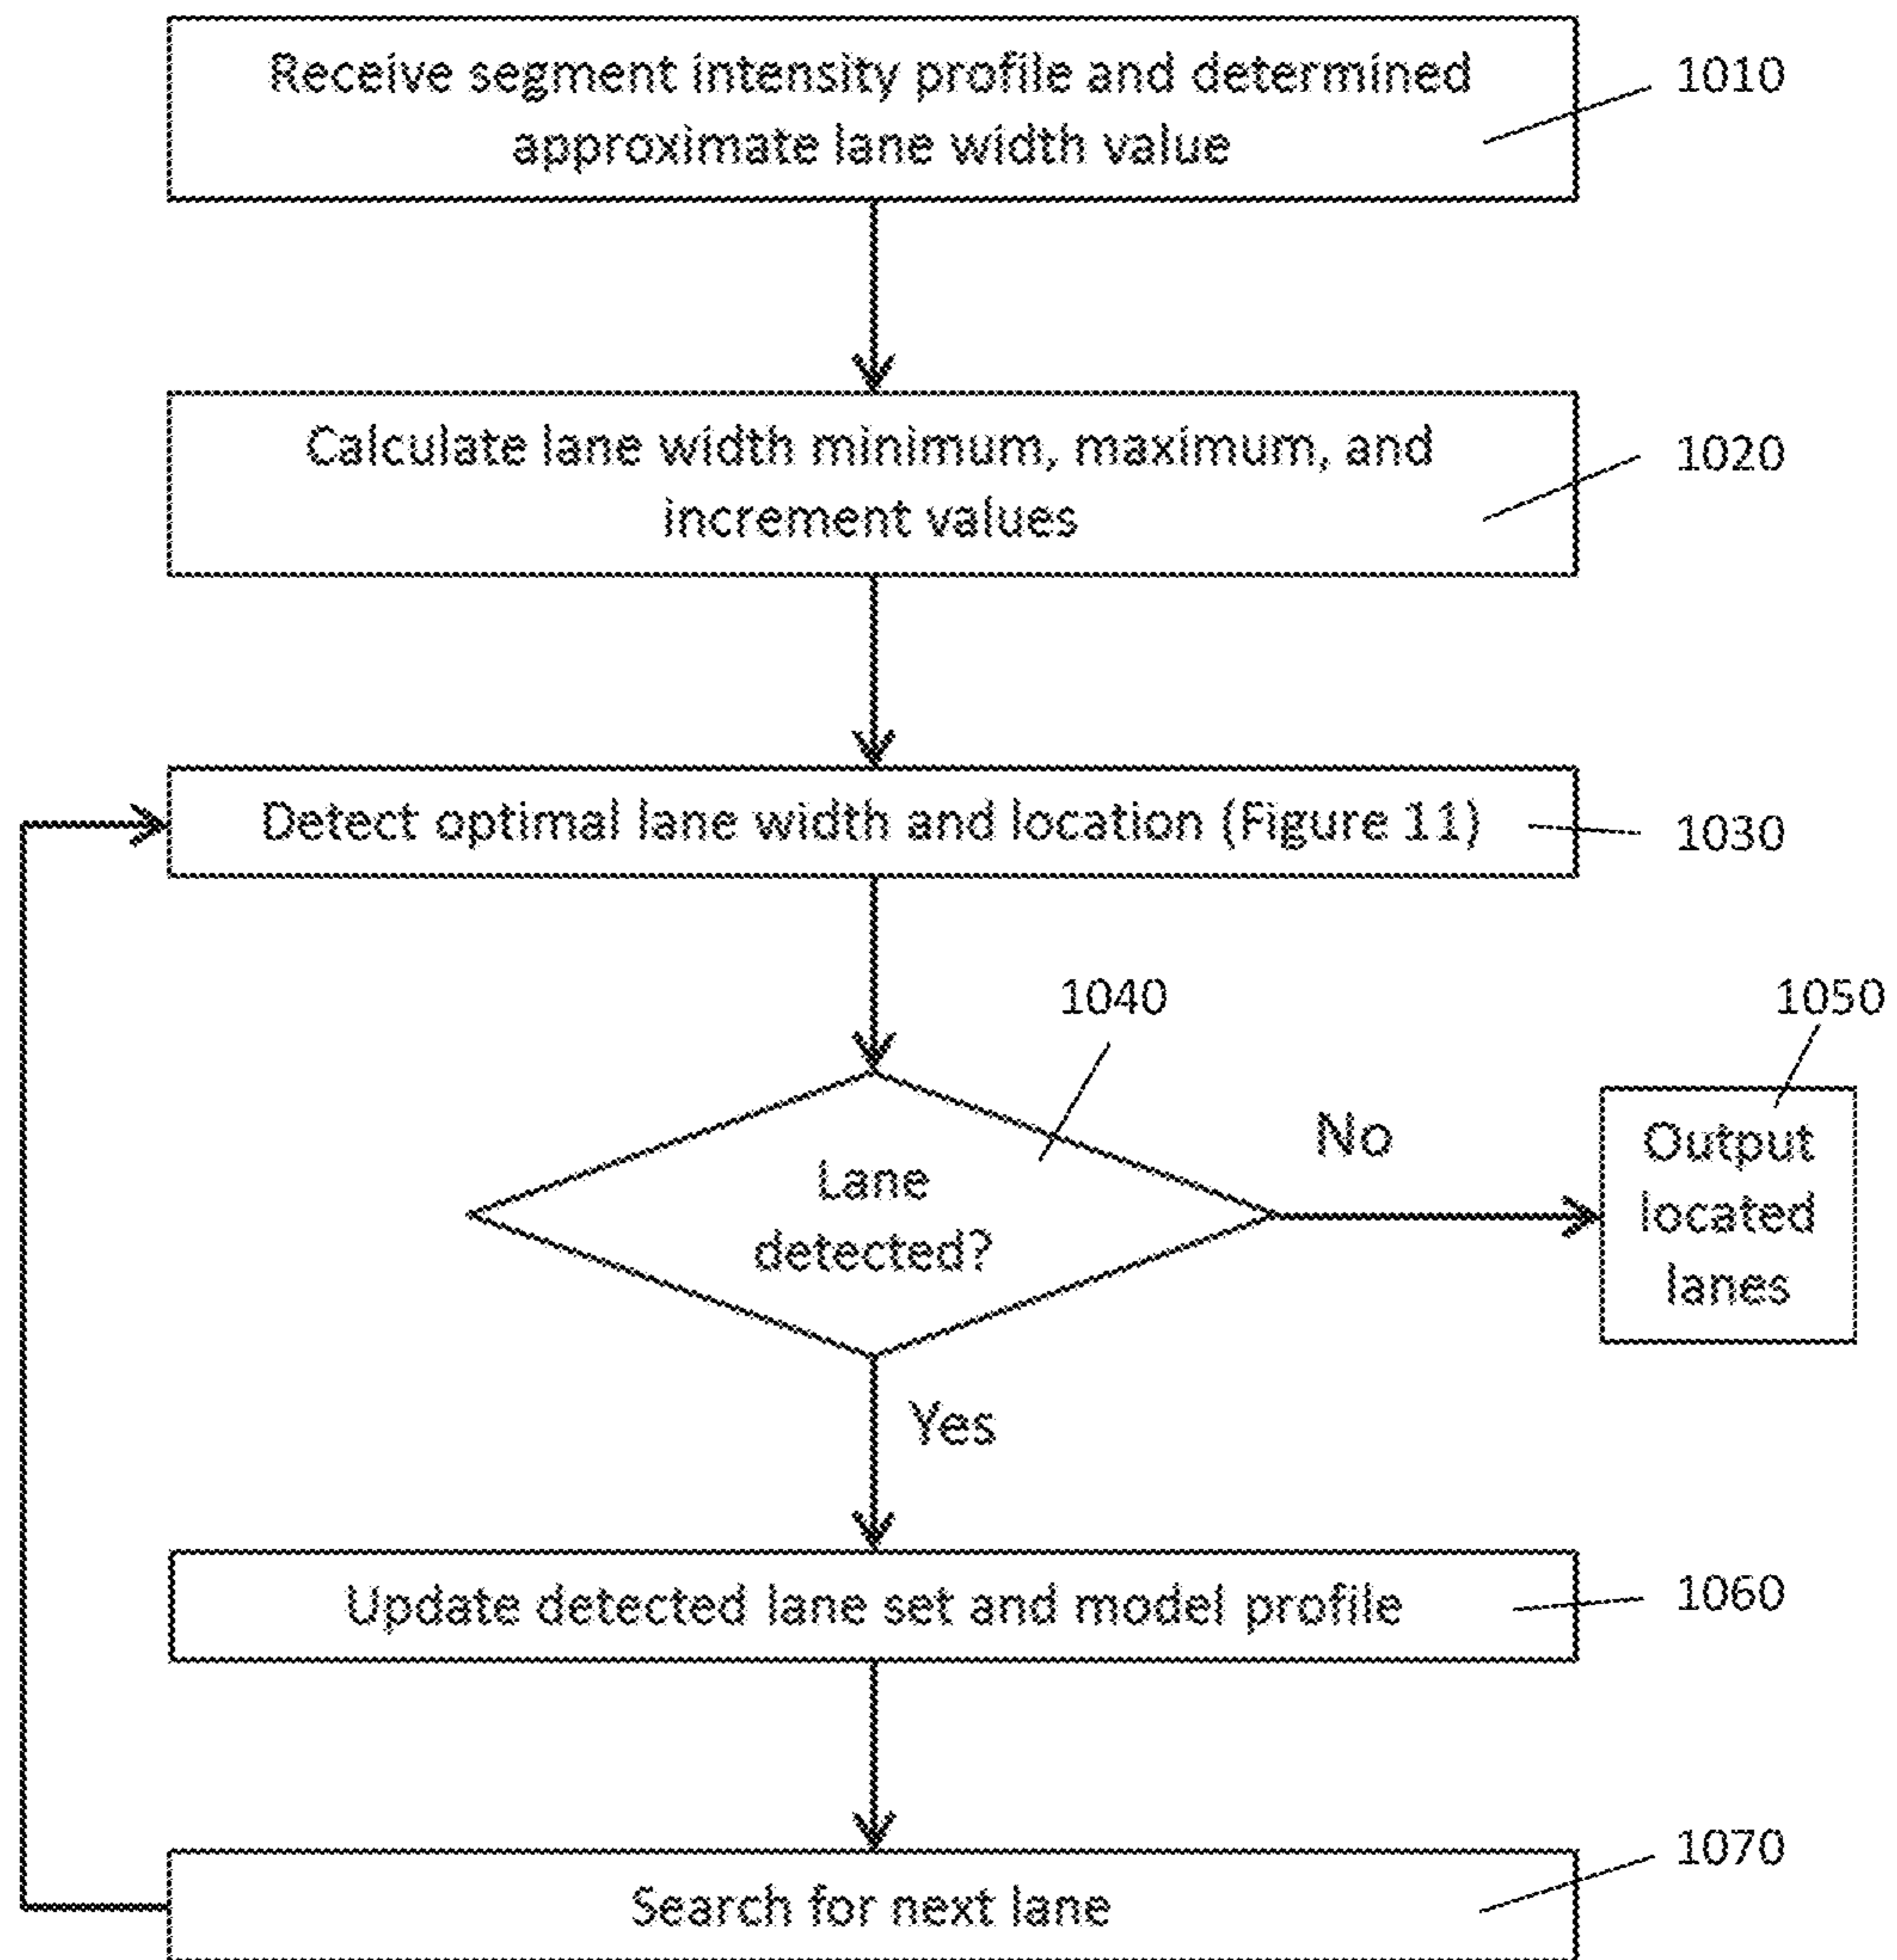 Receive segment intensity profile and determined
approximate lane width value
1010
Calculate lane width minimum, maximum, and
increment values
1020
Detect optimal lane width and location (Figure 11)
1030
1040
1050
Lane
detected?
No
Output
located
lanes
Yes
Update detected lane set and model profile
1060
Search for next lane
1070